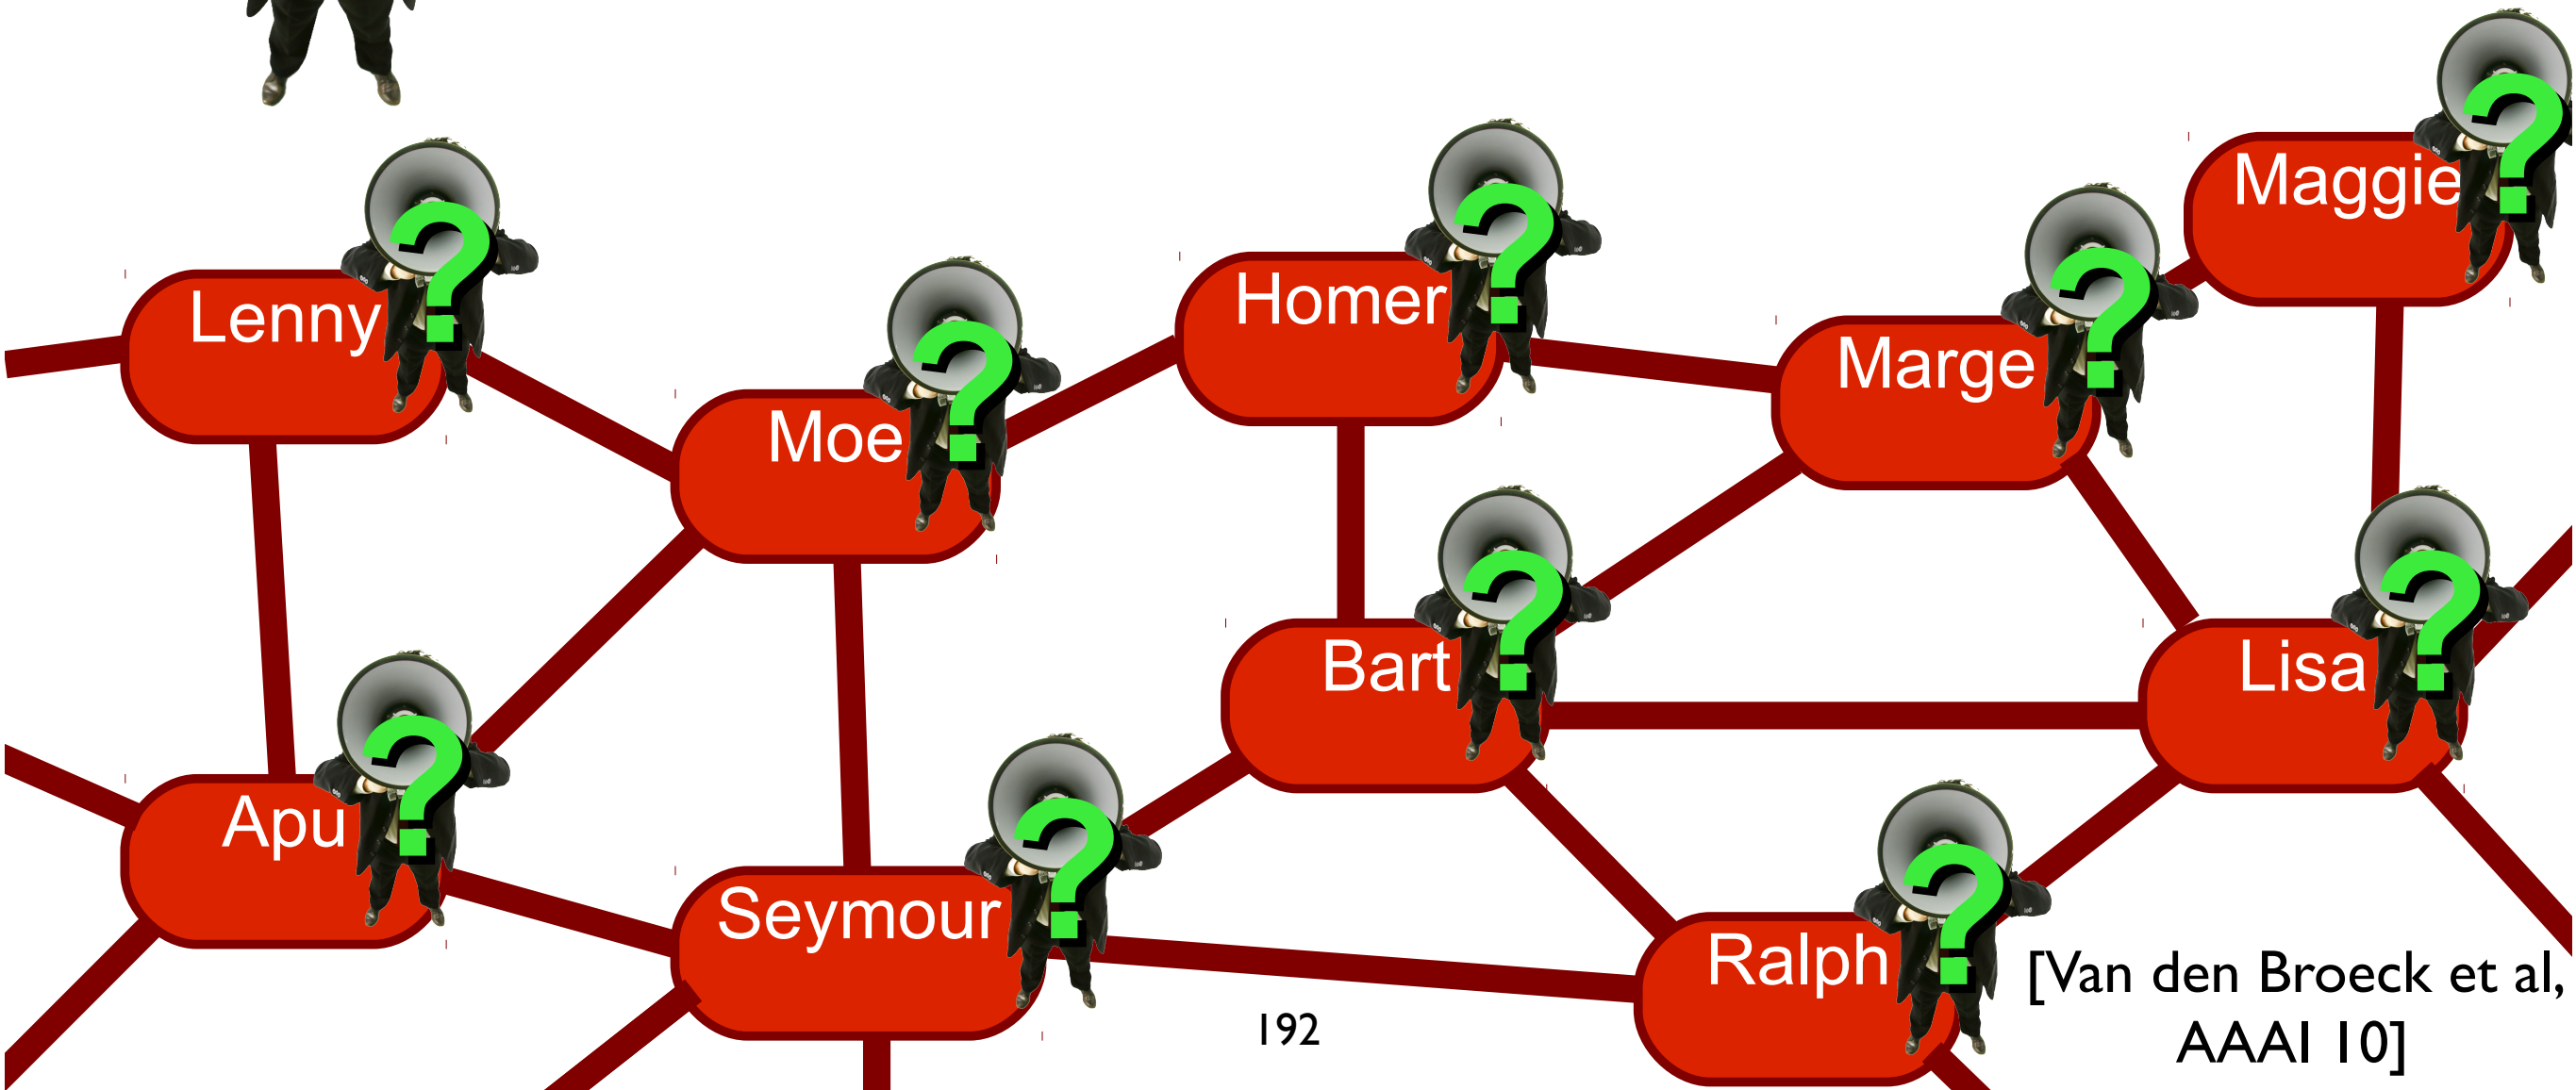 Maggie
Homer
Lenny
Marge
Moe
Bart
Lisa
Apu
Seymour
Ralph
[Van den Broeck et al,
AAAI 10]
192